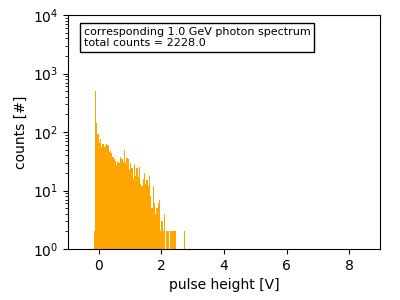 10⁴
corresponding 1.0 GeV photon spectrum
total counts = 2228.0
10³
counts [#]
10²
10¹
10⁰
0 2 4 6 8
pulse height [V]